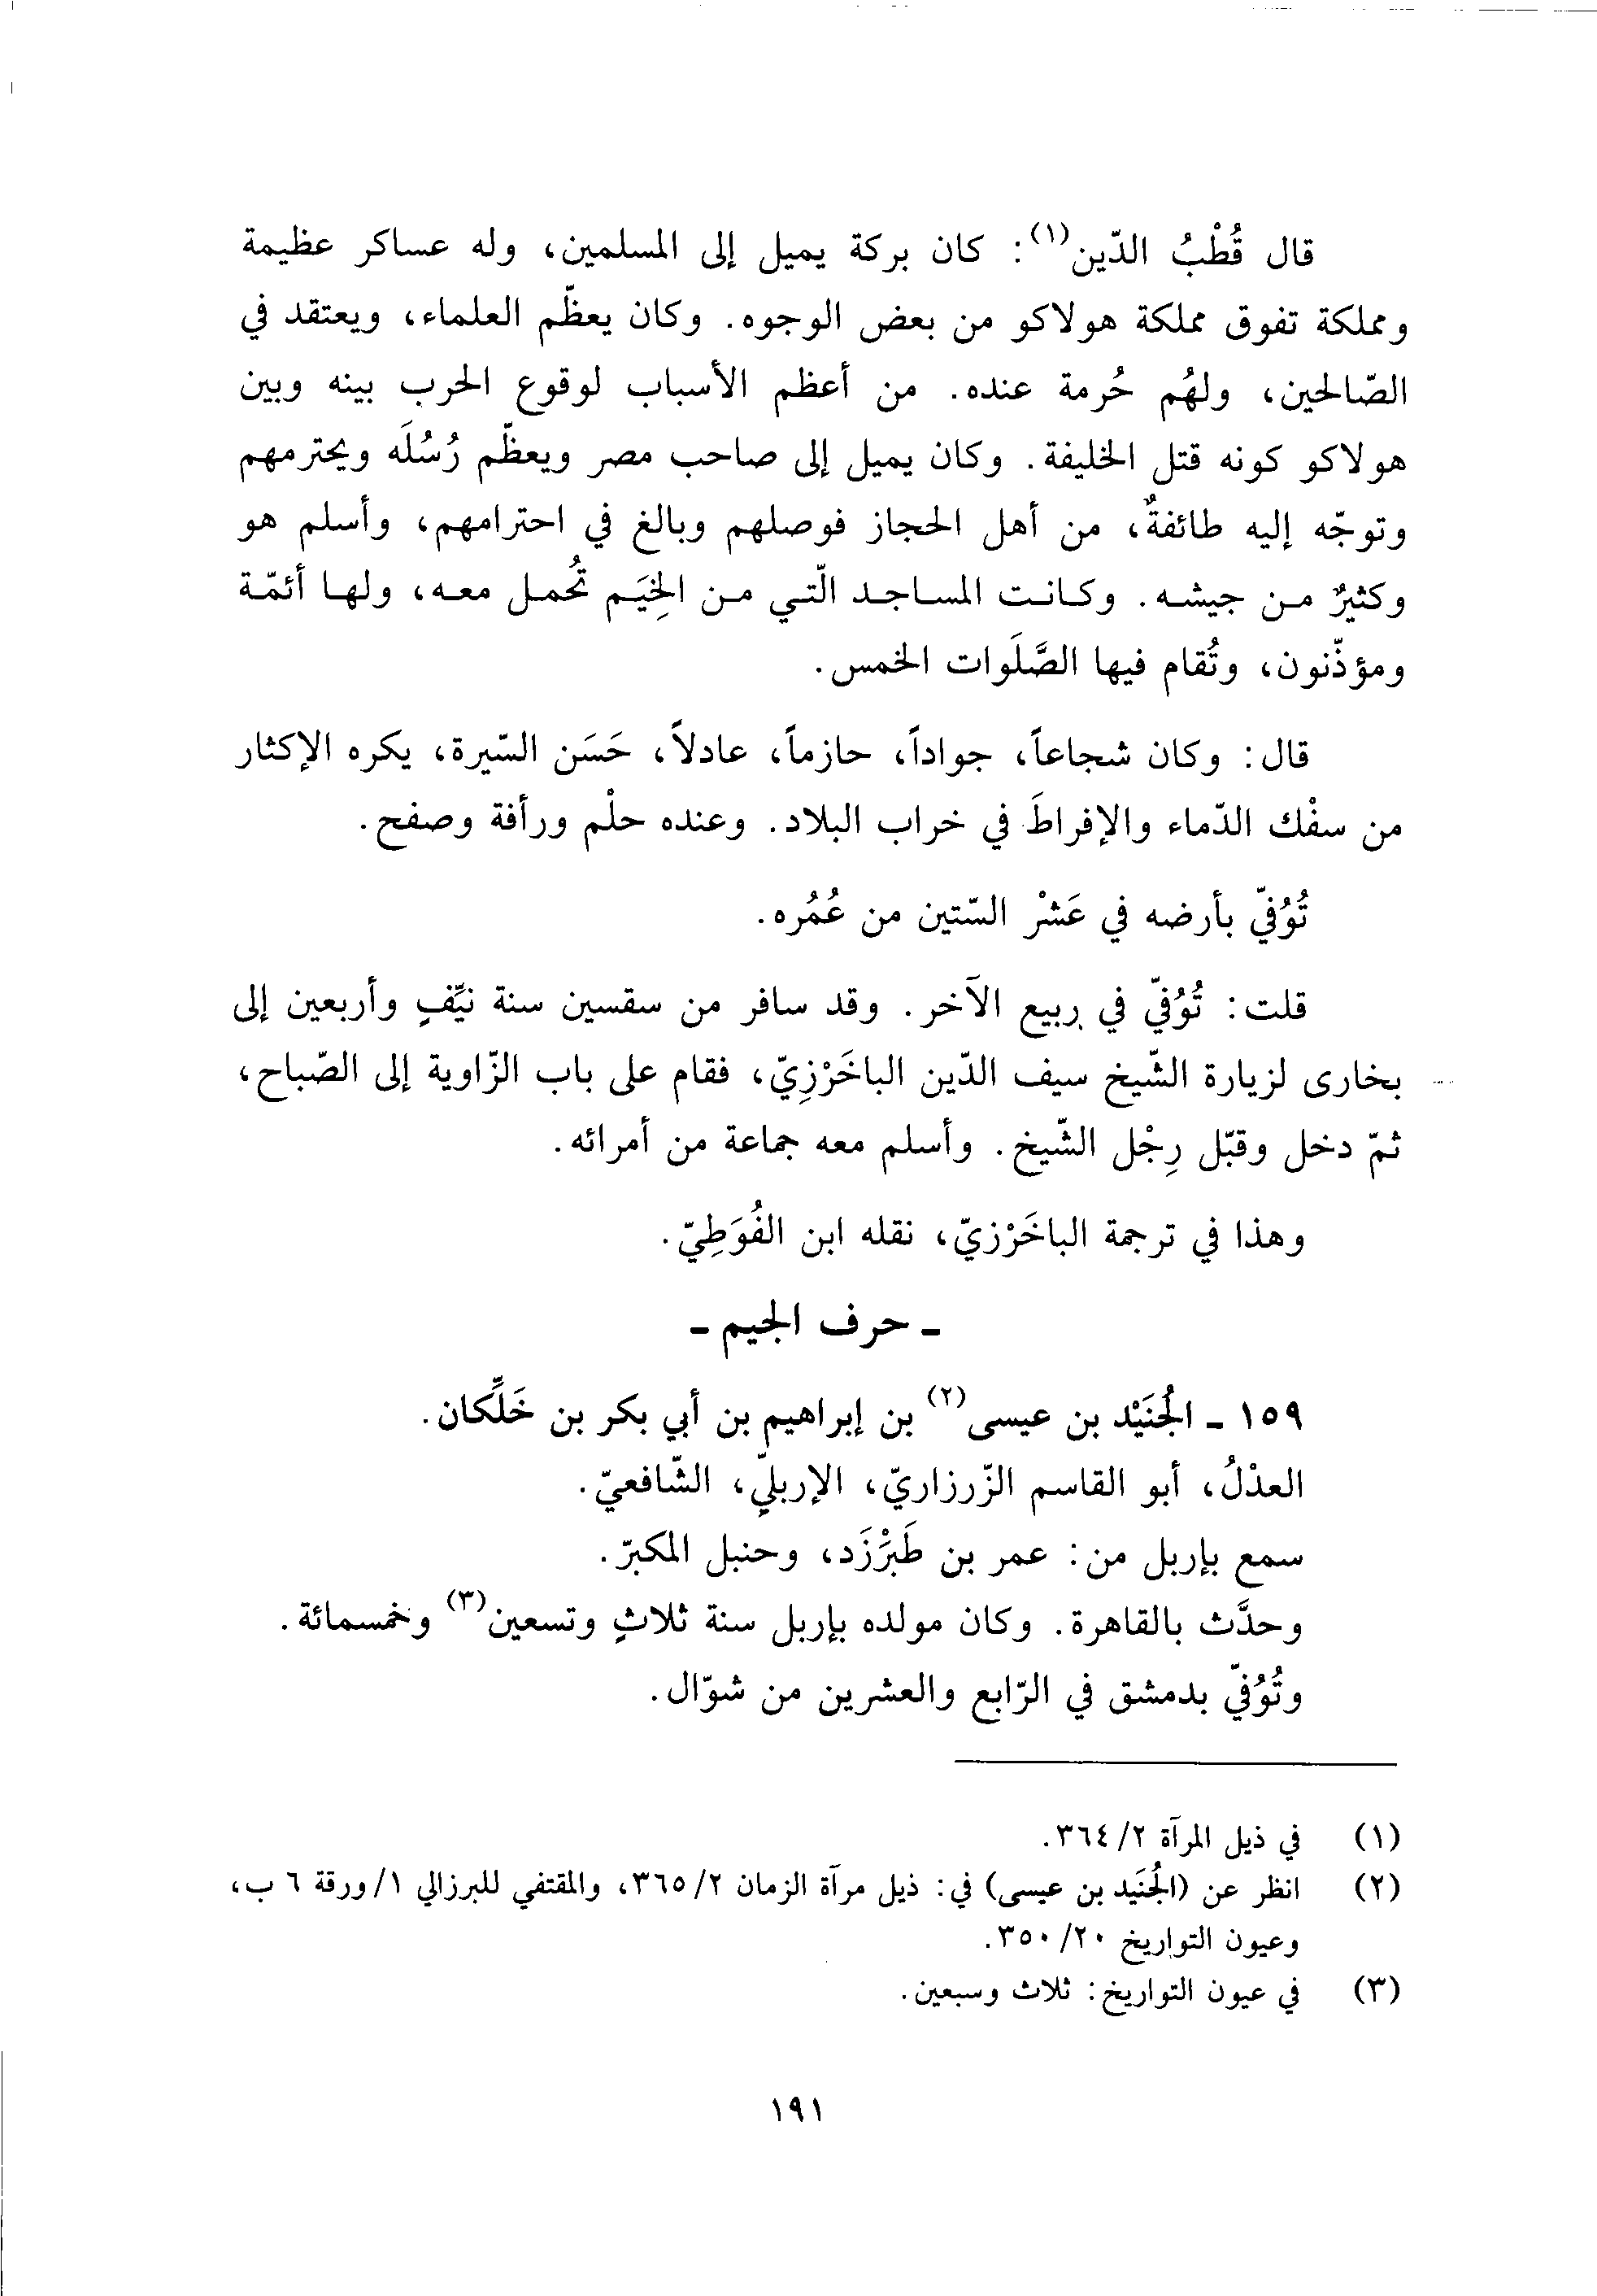 قال قُطْبُ الدّين(١): كان بركة يميل إلى المسلمين، وله عساكر عظيمة
ومملكة تفوق مملكة هولاكو من بعض الوجوه. وكان يعظّم العلماء، ويعتقد في
الصّالحين، ولهُم حُرمة عنده. من أعظم الأسباب لوقوع الحرب بينه وبين
هولاكو كونه قتل الخليفة. وكان يميل إلى صاحب مصر ويعظّم رُسُلَه ويحترمهم
وتوجّه إليه طائفةٌ، من أهل الحجاز فوصلهم وبالغ في احترامهم، وأسلم هو
وكثيرٌ من جيشه. وكانت المساجد الّتي من الخِيَم تُحمل معه، ولها أئمّة
ومؤذّنون، وتُقام فيها الصَّلَوات الخمس.
قال: وكان شجاعاً، جواداً، حازماً، عادلاً، حَسَن السّيرة، يكره الإكثار
من سفْك الدّماء والإفراطَ في خراب البلاد. وعنده حلْم ورأفة وصفح.
تُوُفيّ بأرضه في عَشْر السّتين من عُمُره.
قلت: تُوُفيّ في ربيع الآخر. وقد سافر من سقسين سنة نيِّفٍ وأربعين إلى
بخارى لزيارة الشّيخ سيف الدّين الباخَرْزِيّ، فقام على باب الزّاوية إلى الصّباح،
ثمّ دخل وقبّل رِجْل الشّيخ. وأسلم معه جماعة من أمرائه.
وهذا في ترجمة الباخَرْزيّ، نقله ابن الفُوَطِيّ.
ـ حرف الجيم ـ
١٥٩ ـ الجُنَيْد بن عيسى(٢) بن إبراهيم بن أبي بكر بن خَلِّكان.
العدْلُ، أبو القاسم الزّرزاريّ، الإربليّ، الشّافعيّ.
سمع بإربل من: عمر بن طَبَرْزَد، وحنبل المكبرّ.
وحدَّث بالقاهرة. وكان مولده بإربل سنة ثلاثٍ وتسعين(٣) وخمسمائة.
وتُوُفيّ بدمشق في الرّابع والعشرين من شوّال.
(١) في ذيل المرآة ٢/ ٣٦٤.
(٢) انظر عن (الجُنَيد بن عيسى) في: ذيل مرآة الزمان ٢/ ٣٦٥، والمقتفي للبرزالي ١/ ورقة ٦ ب،
وعيون التواريخ ٢٠/ ٣٥٠.
(٣) في عيون التواريخ: ثلاث وسبعين.
١٩١